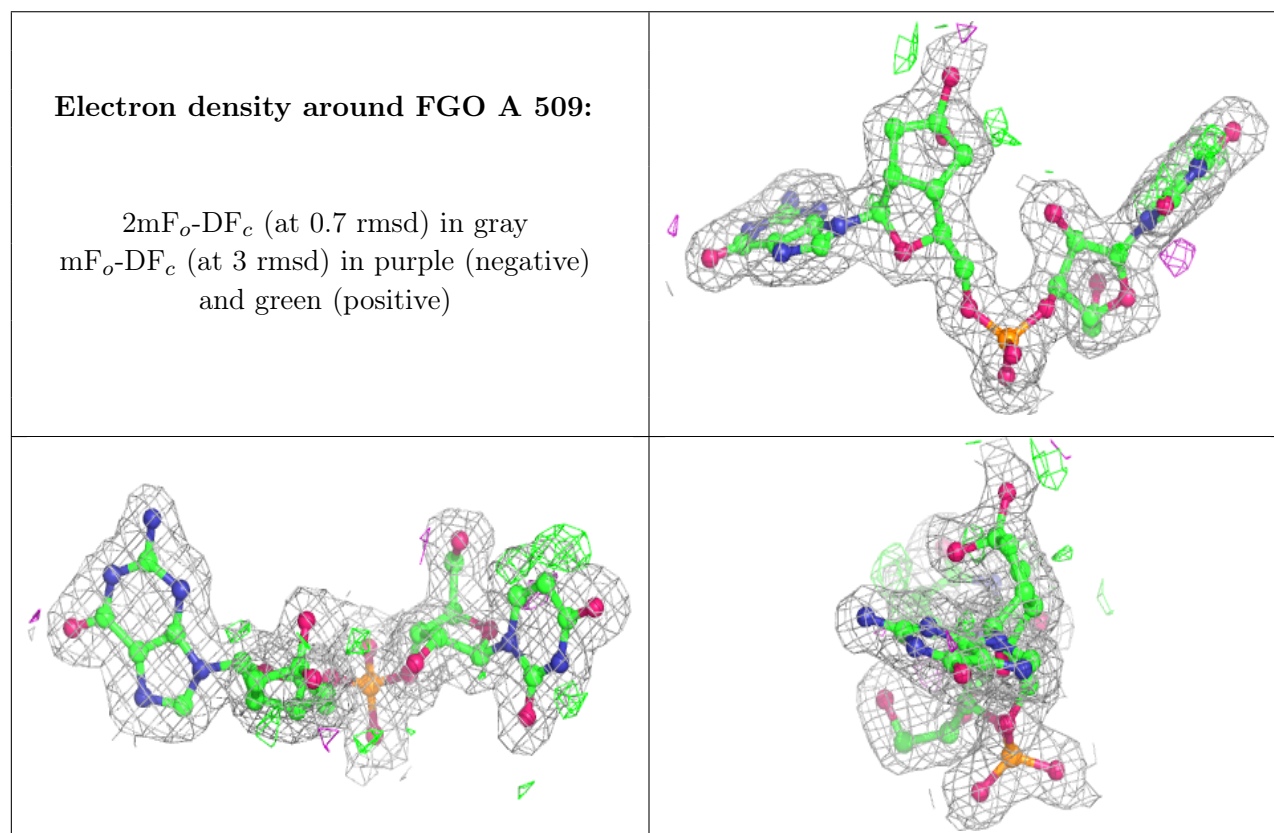 Electron density around FGO A 509:
2mFₒ-DF𝒸 (at 0.7 rmsd) in gray
mFₒ-DF𝒸 (at 3 rmsd) in purple (negative)
and green (positive)